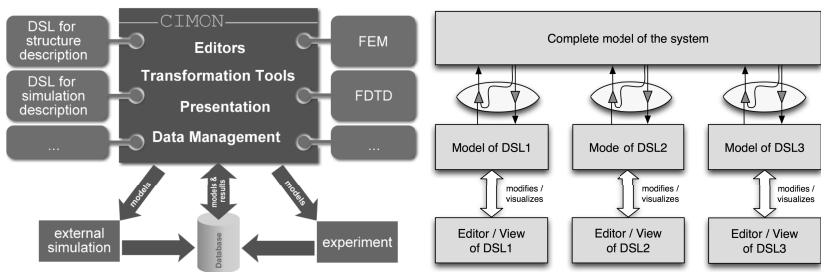 CIMON
DSL for
structure
description
DSL for
simulation
description
...
Editors
Transformation Tools
Presentation
Data Management
FEM
FDTD
...
models
models &
results
models
external
simulation
Database
experiment
Complete model of the system
Model of DSL1
Mode of DSL2
Model of DSL3
modifies /
visualizes
modifies /
visualizes
modifies /
visualizes
Editor / View
of DSL1
Editor / View
of DSL2
Editor / View
of DSL3